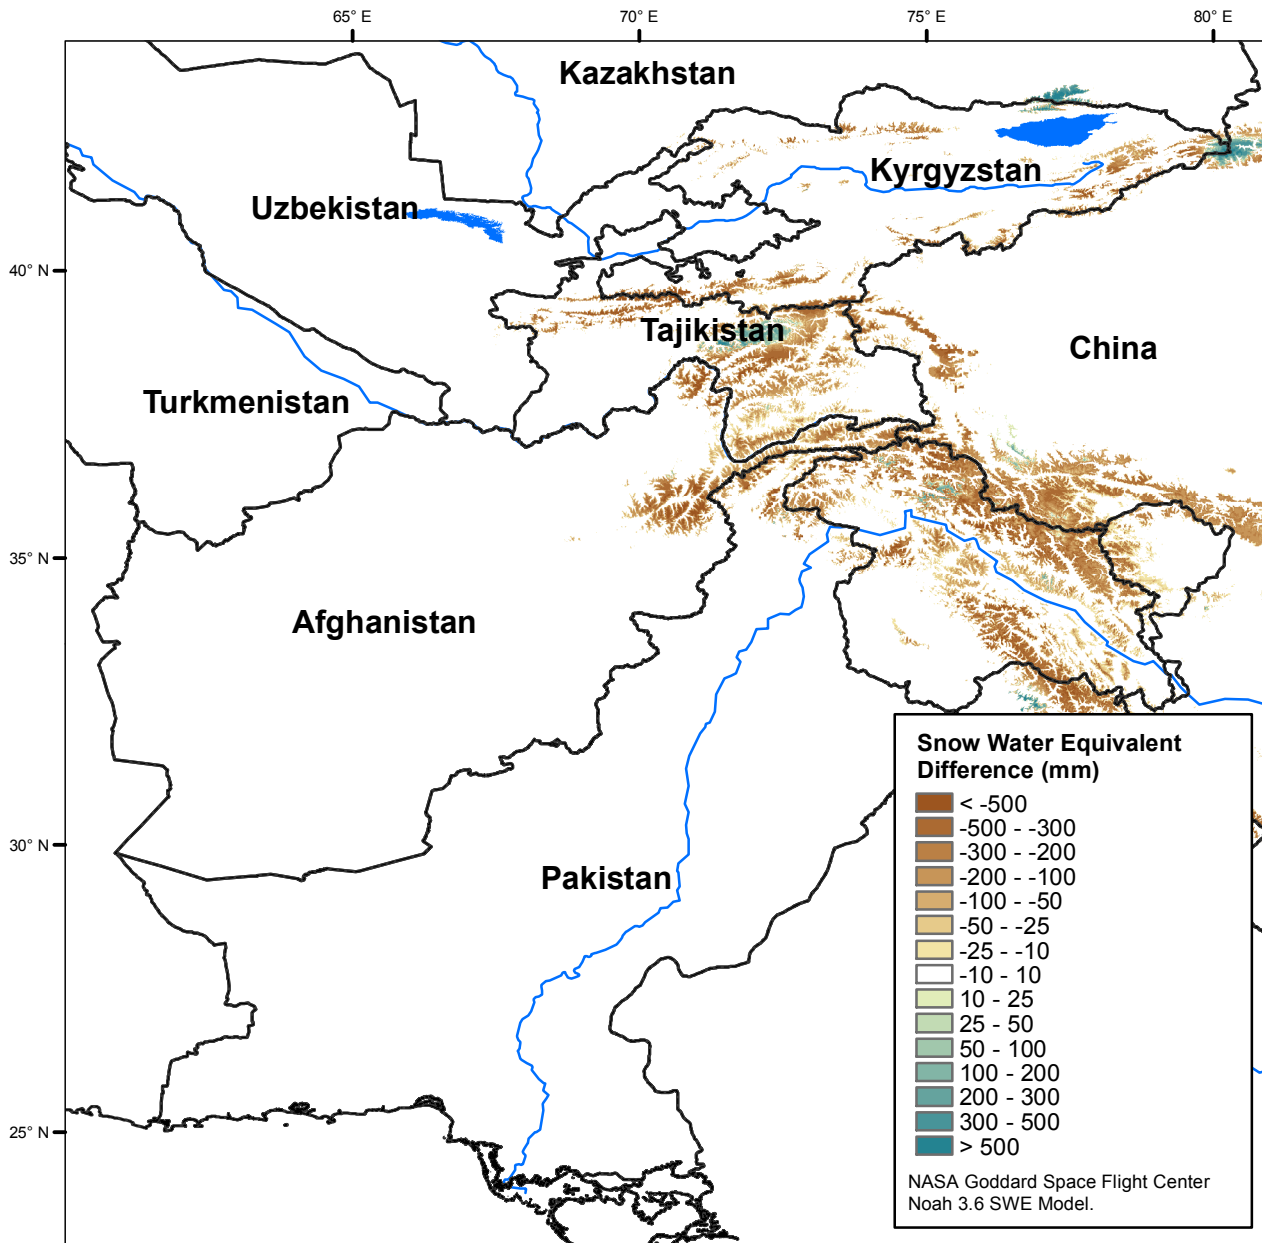 65° E
70° E
75° E
80° E
Kazakhstan
Kyrgyzstan
Uzbekistan
40° N
Tajikistan
China
Turkmenistan
35° N
Afghanistan
Snow Water Equivalent
Difference (mm)
< -500
-500 - -300
30° N
-300 - -200
Pakistan
-200 - -100
-100 - -50
-50 - -25
-25 - -10
-10 - 10
10 - 25
25 - 50
50 - 100
100 - 200
200 - 300
300 - 500
25° N
> 500
NASA Goddard Space Flight Center
Noah 3.6 SWE Model.